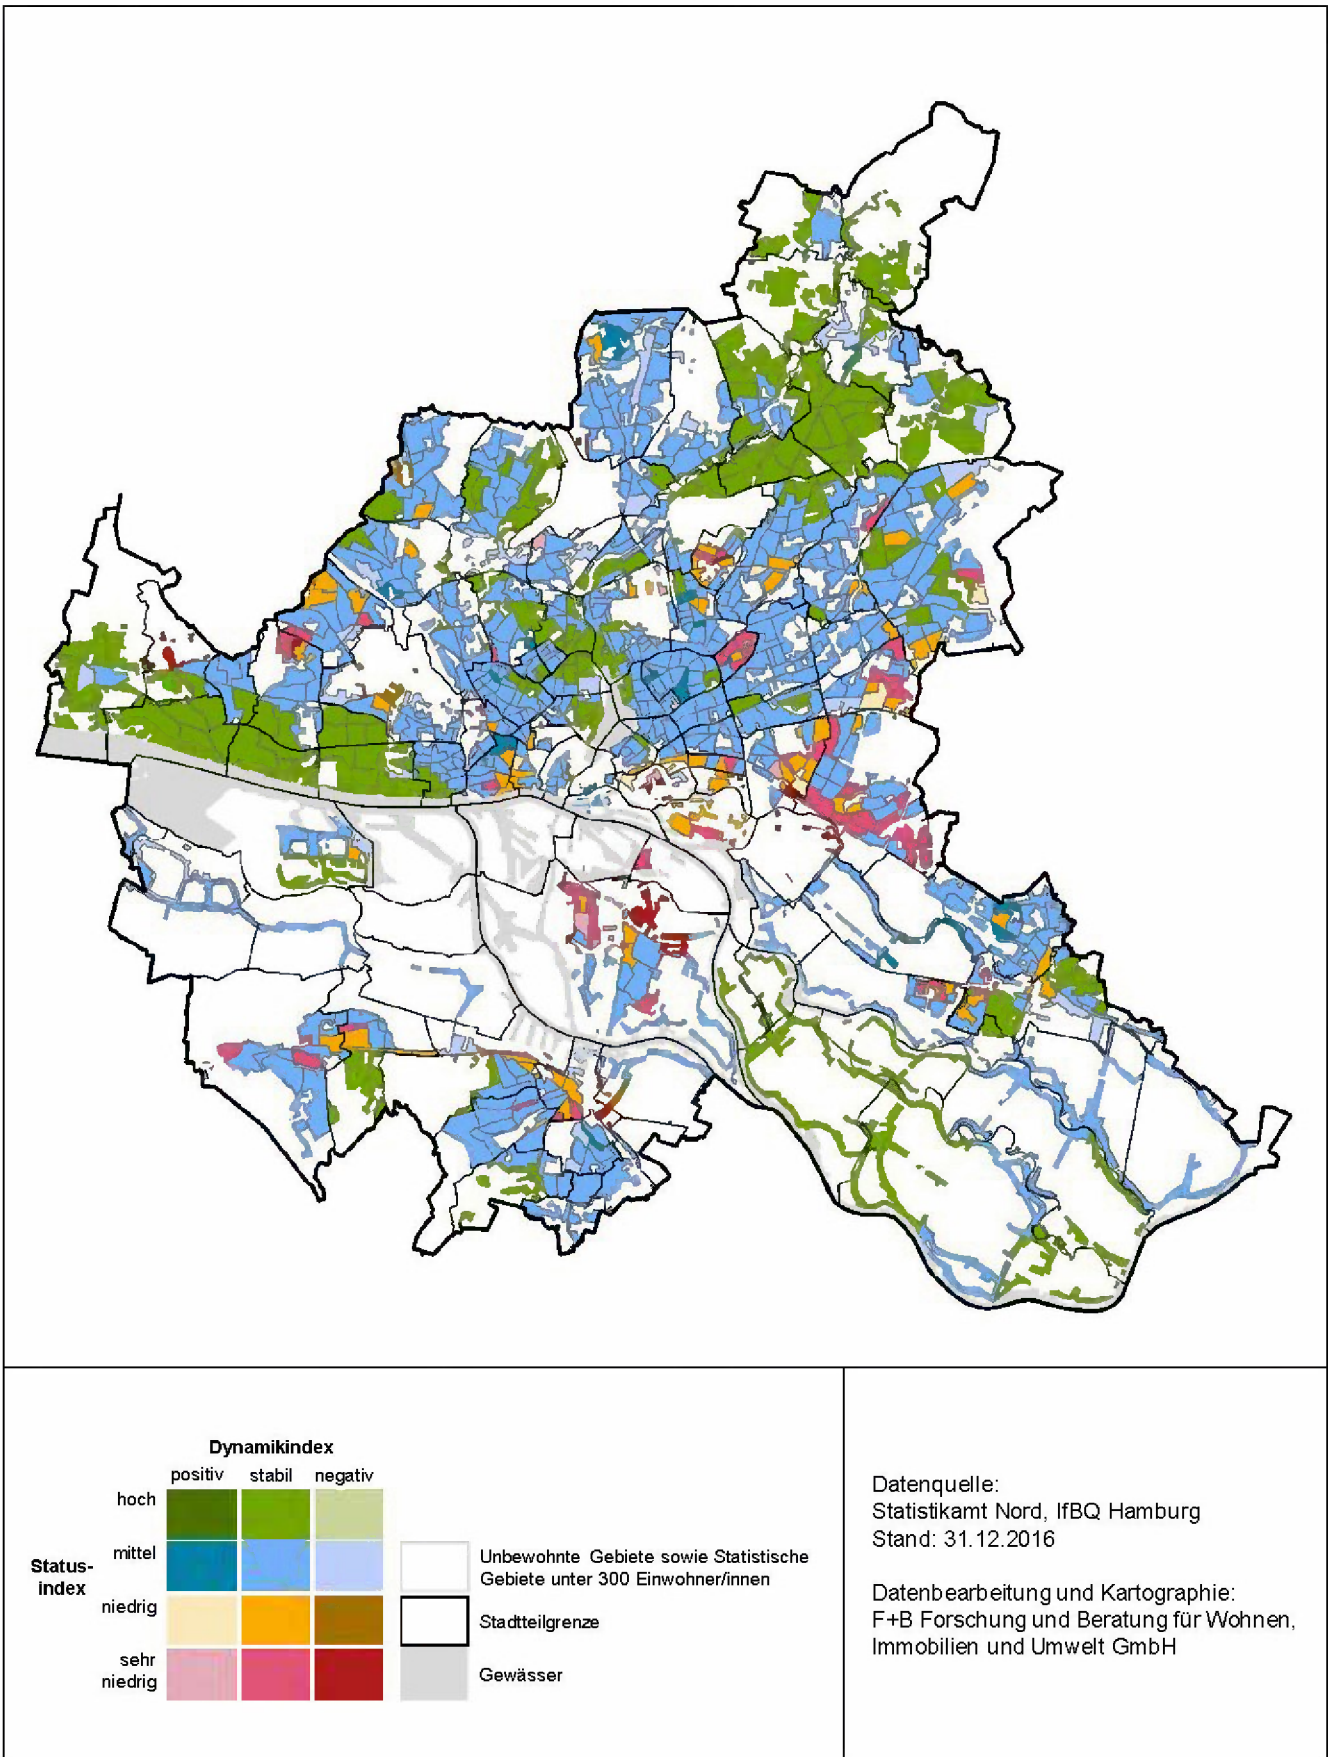 Dynamikindex
positiv stabil negativ
hoch
mittel
Status-
index
niedrig
sehr
niedrig
Unbewohnte Gebiete sowie Statistische
Gebiete unter 300 Einwohner/innen
Stadtteilgrenze
Gewässer
Datenquelle:
Statistikamt Nord, IfBQ Hamburg
Stand: 31.12.2016
Datenbearbeitung und Kartographie:
F+B Forschung und Beratung für Wohnen,
Immobilien und Umwelt GmbH